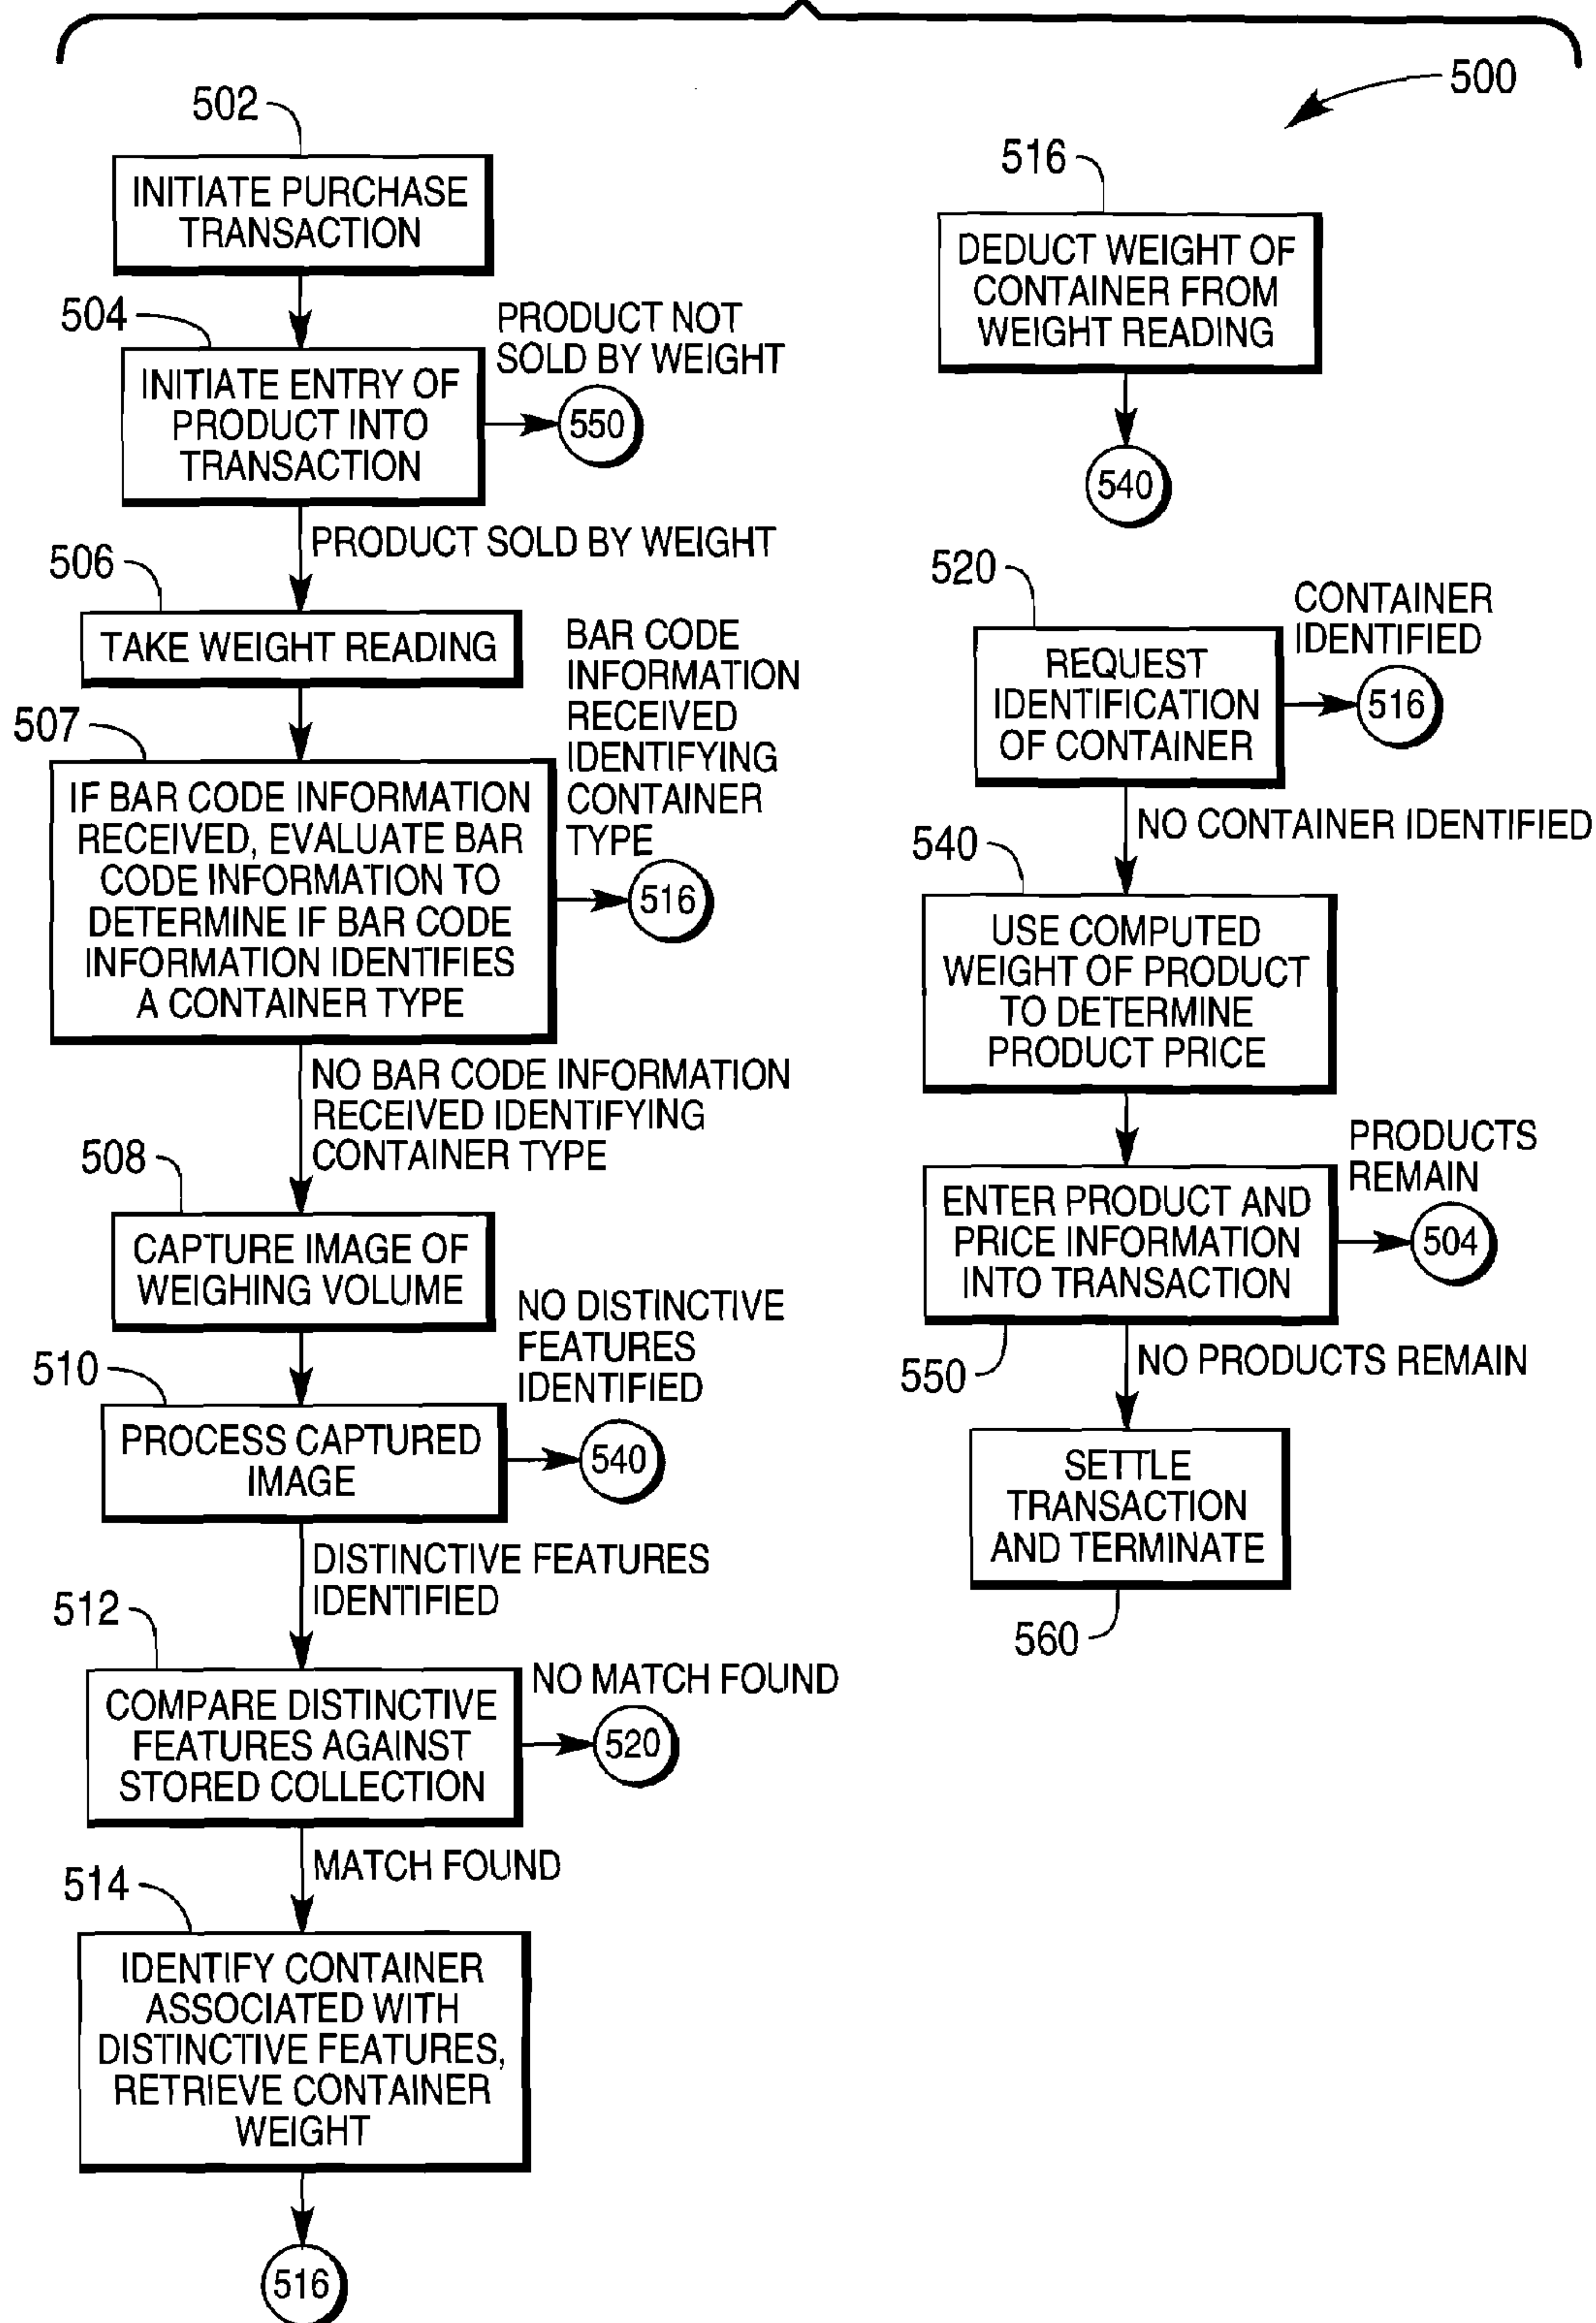 500
502
INITIATE PURCHASE
TRANSACTION
504
INITIATE ENTRY OF
PRODUCT INTO
TRANSACTION
PRODUCT NOT
SOLD BY WEIGHT
550
PRODUCT SOLD BY WEIGHT
506
TAKE WEIGHT READING
507
IF BAR CODE INFORMATION
RECEIVED, EVALUATE BAR
CODE INFORMATION TO
DETERMINE IF BAR CODE
INFORMATION IDENTIFIES
A CONTAINER TYPE
BAR CODE
INFORMATION
RECEIVED
IDENTIFYING
CONTAINER
TYPE
516
NO BAR CODE INFORMATION
RECEIVED IDENTIFYING
CONTAINER TYPE
508
CAPTURE IMAGE OF
WEIGHING VOLUME
510
PROCESS CAPTURED
IMAGE
NO DISTINCTIVE
FEATURES
IDENTIFIED
540
DISTINCTIVE FEATURES
IDENTIFIED
512
COMPARE DISTINCTIVE
FEATURES AGAINST
STORED COLLECTION
NO MATCH FOUND
520
MATCH FOUND
514
IDENTIFY CONTAINER
ASSOCIATED WITH
DISTINCTIVE FEATURES,
RETRIEVE CONTAINER
WEIGHT
516
516
DEDUCT WEIGHT OF
CONTAINER FROM
WEIGHT READING
540
520
REQUEST
IDENTIFICATION
OF CONTAINER
CONTAINER
IDENTIFIED
516
NO CONTAINER IDENTIFIED
540
USE COMPUTED
WEIGHT OF PRODUCT
TO DETERMINE
PRODUCT PRICE
ENTER PRODUCT AND
PRICE INFORMATION
INTO TRANSACTION
PRODUCTS
REMAIN
504
550
NO PRODUCTS REMAIN
SETTLE
TRANSACTION
AND TERMINATE
560